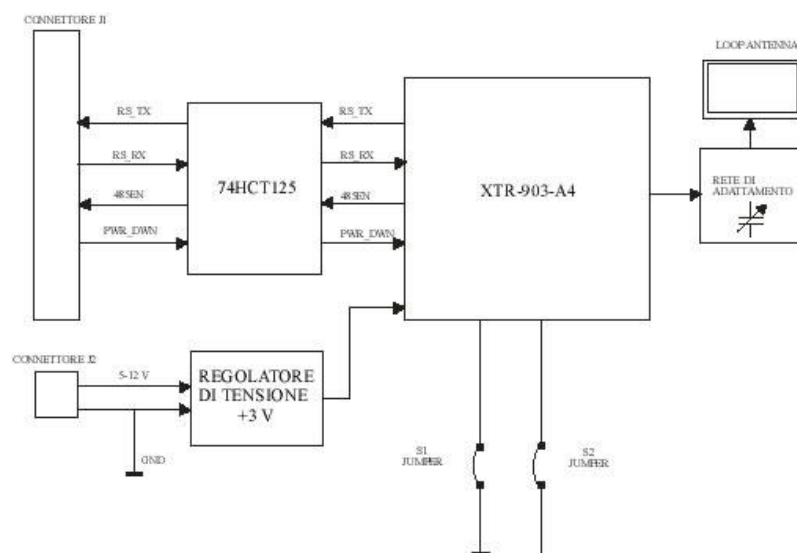 CONNETTORE J1
LOOP ANTENNA
RS_TX
RS_TX
RS_RX
RS_RX
74HCT125
XTR-903-A4
RETE DI
ADATTAMENTO
485EN
485EN
PWR_DWN
PWR_DWN
CONNETTORE J2
5-12 V
REGOLATORE
DI TENSIONE
+3 V
GND
S1
JUMPER
S2
JUMPER